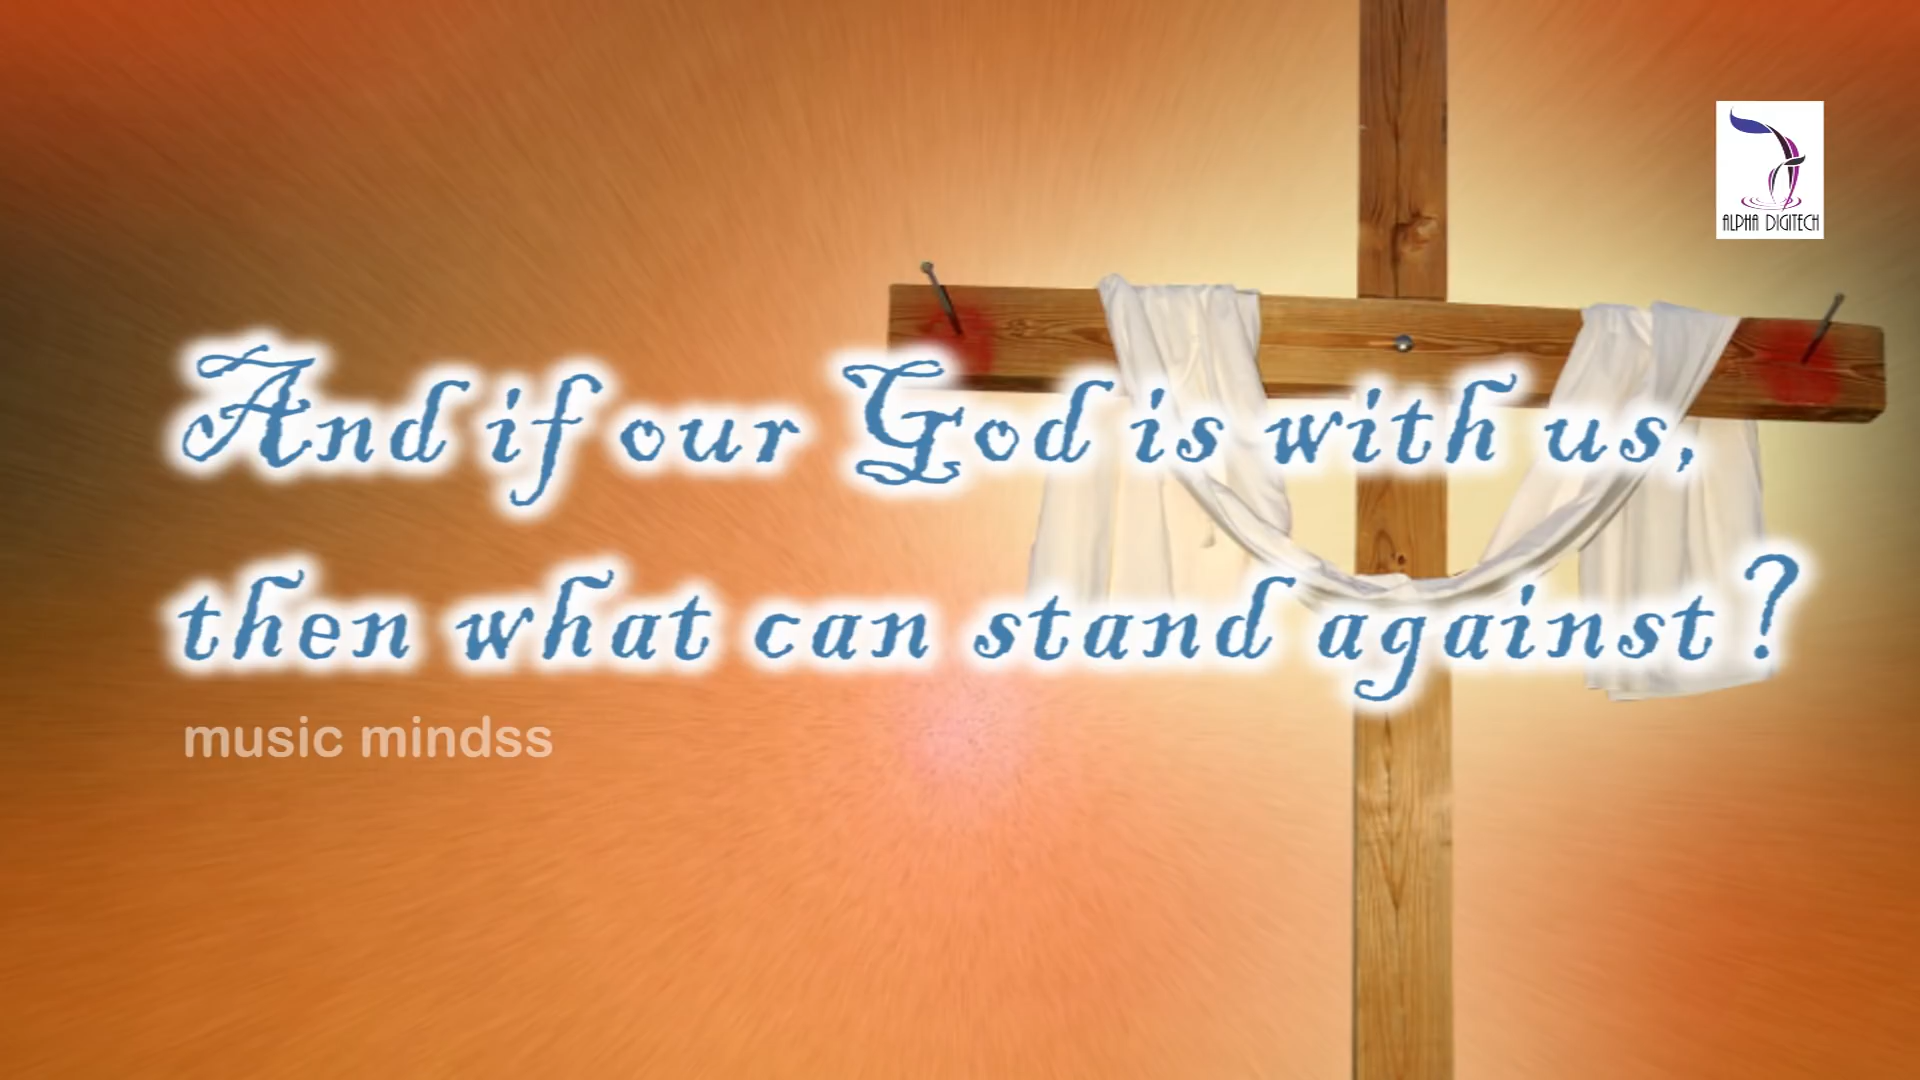 ALPHA DIGITECH
And if our God is with us,
then what can stand against?
music mindss